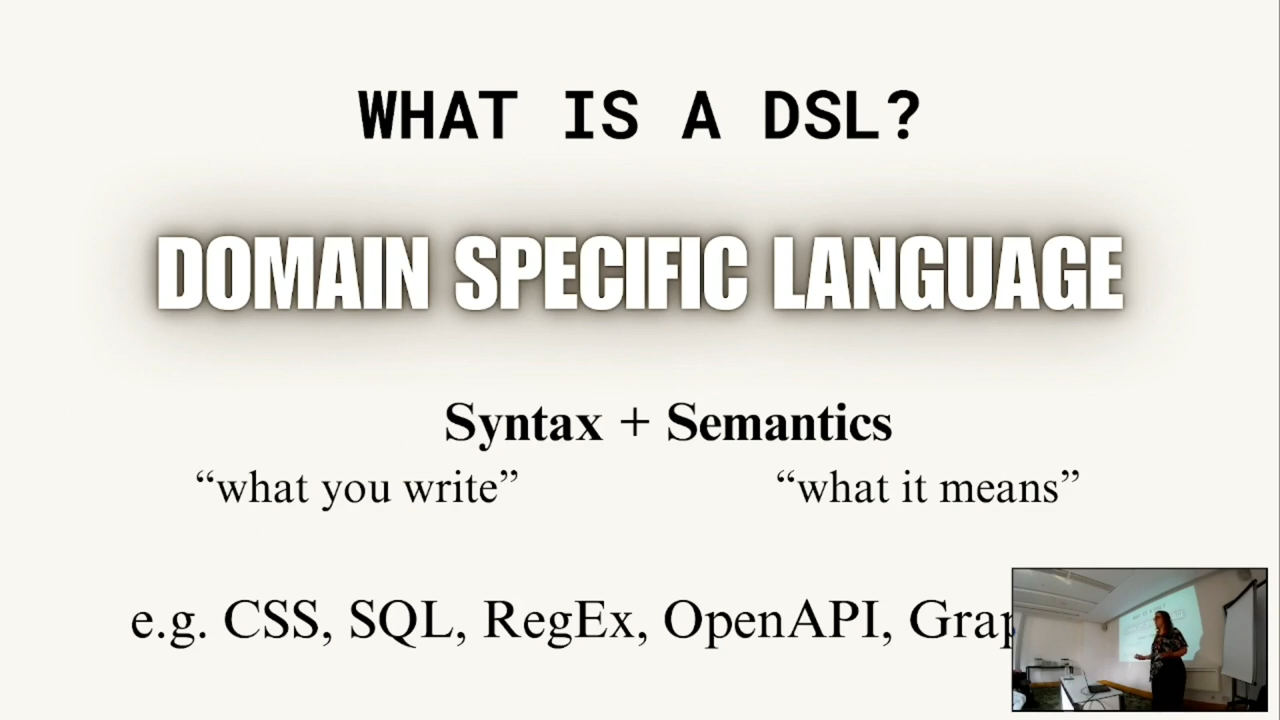 WHAT IS A DSL?
DOMAIN SPECIFIC LANGUAGE
Syntax + Semantics
“what you write” “what it means”
e.g. CSS, SQL, RegEx, OpenAPI,